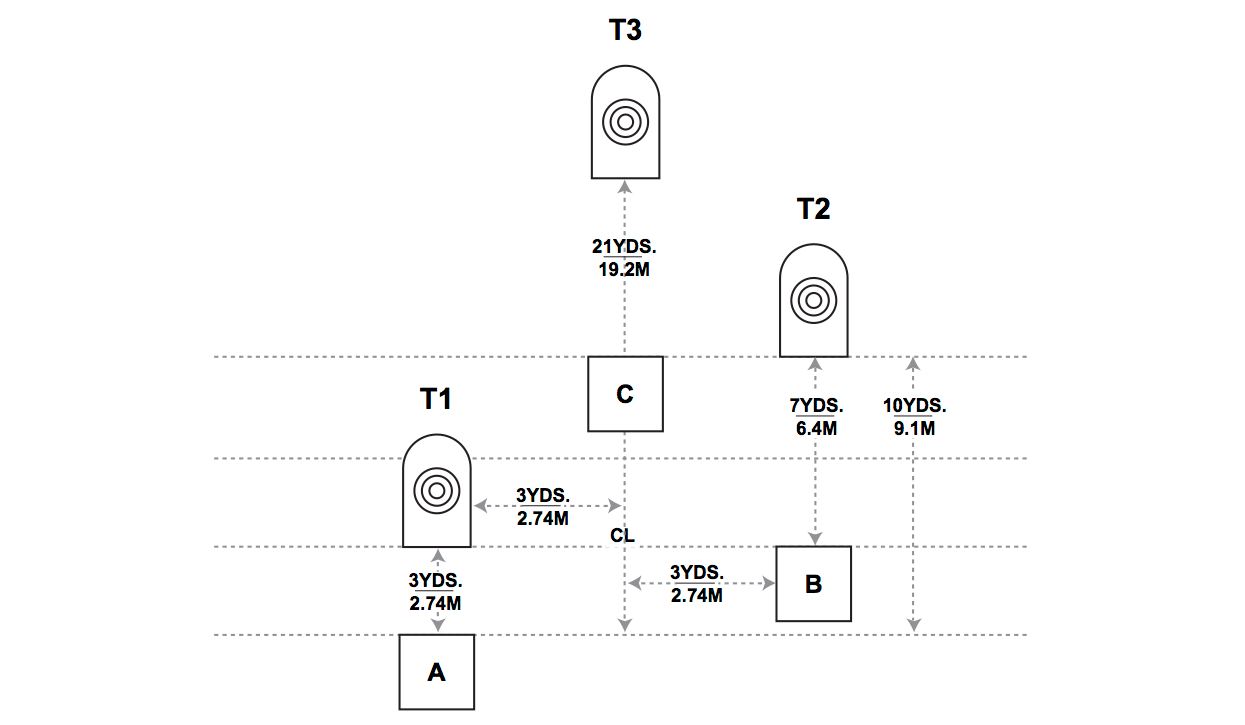 T3
T2
21YDS.
19.2M
C
T1
7YDS.
6.4M
10YDS.
9.1M
3YDS.
2.74M
CL
3YDS.
2.74M
B
3YDS.
2.74M
A